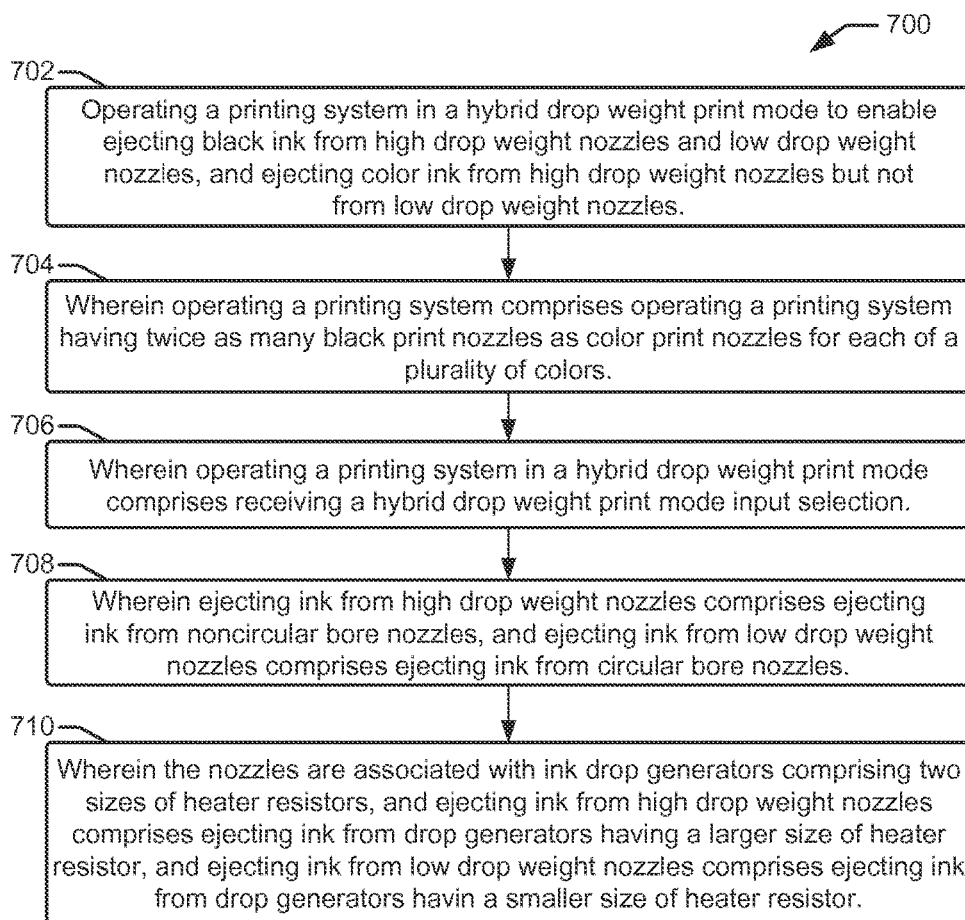 700
702
Operating a printing system in a hybrid drop weight print mode to enable
ejecting black ink from high drop weight nozzles and low drop weight
nozzles, and ejecting color ink from high drop weight nozzles but not
from low drop weight nozzles.
704
Wherein operating a printing system comprises operating a printing system
having twice as many black print nozzles as color print nozzles for each of a
plurality of colors.
706
Wherein operating a printing system in a hybrid drop weight print mode
comprises receiving a hybrid drop weight print mode input selection.
708
Wherein ejecting ink from high drop weight nozzles comprises ejecting
ink from noncircular bore nozzles, and ejecting ink from low drop weight
nozzles comprises ejecting ink from circular bore nozzles.
710
Wherein the nozzles are associated with ink drop generators comprising two
sizes of heater resistors, and ejecting ink from high drop weight nozzles
comprises ejecting ink from drop generators having a larger size of heater
resistor, and ejecting ink from low drop weight nozzles comprises ejecting ink
from drop generators havin a smaller size of heater resistor.